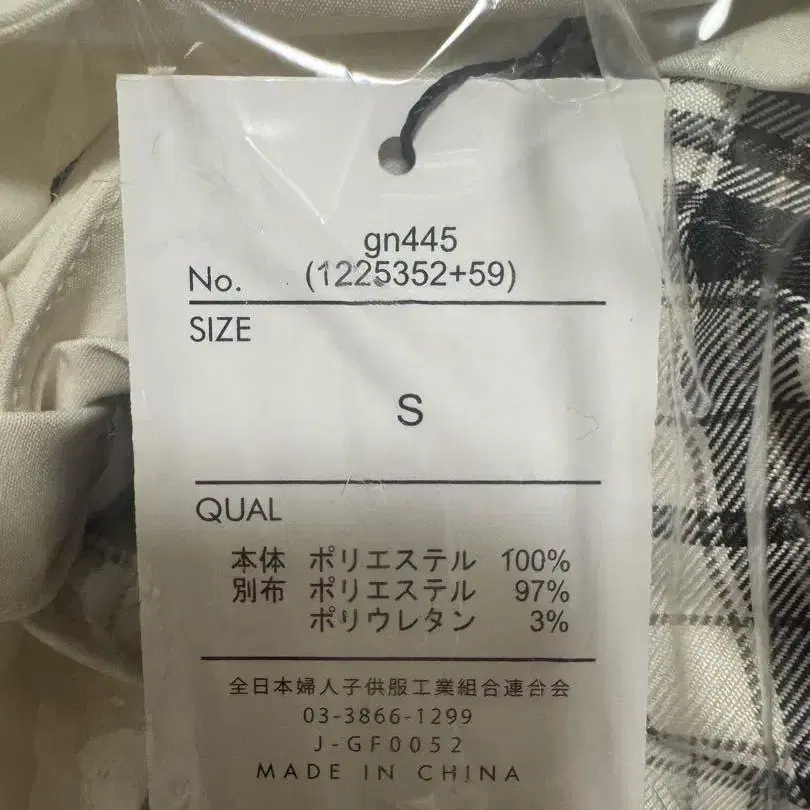 gn445
No. (1225352+59)
SIZE
S
QUAL
本体 ポリエステル 100%
別布 ポリエステル 97%
ポリウレタン 3%
全日本婦人子供服工業組合連合会
03-3866-1299
J-GF0052
MADE IN CHINA